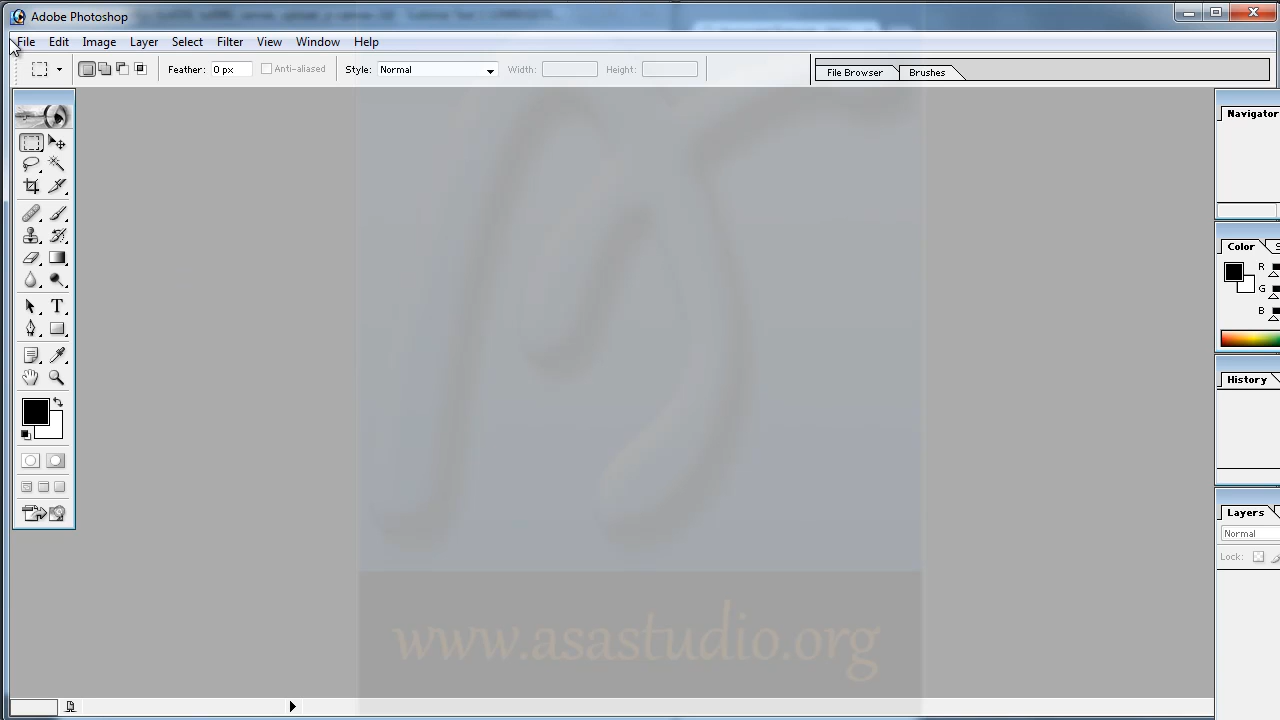 Adobe Photoshop
File Edit Image Layer Select Filter View Window Help
Feather: 0 px Anti-aliased Style: Normal Width: Height: File Browser Brushes
Navigator
Color
R
G
B
History
Layers
Normal
Lock:
www.asastudio.org